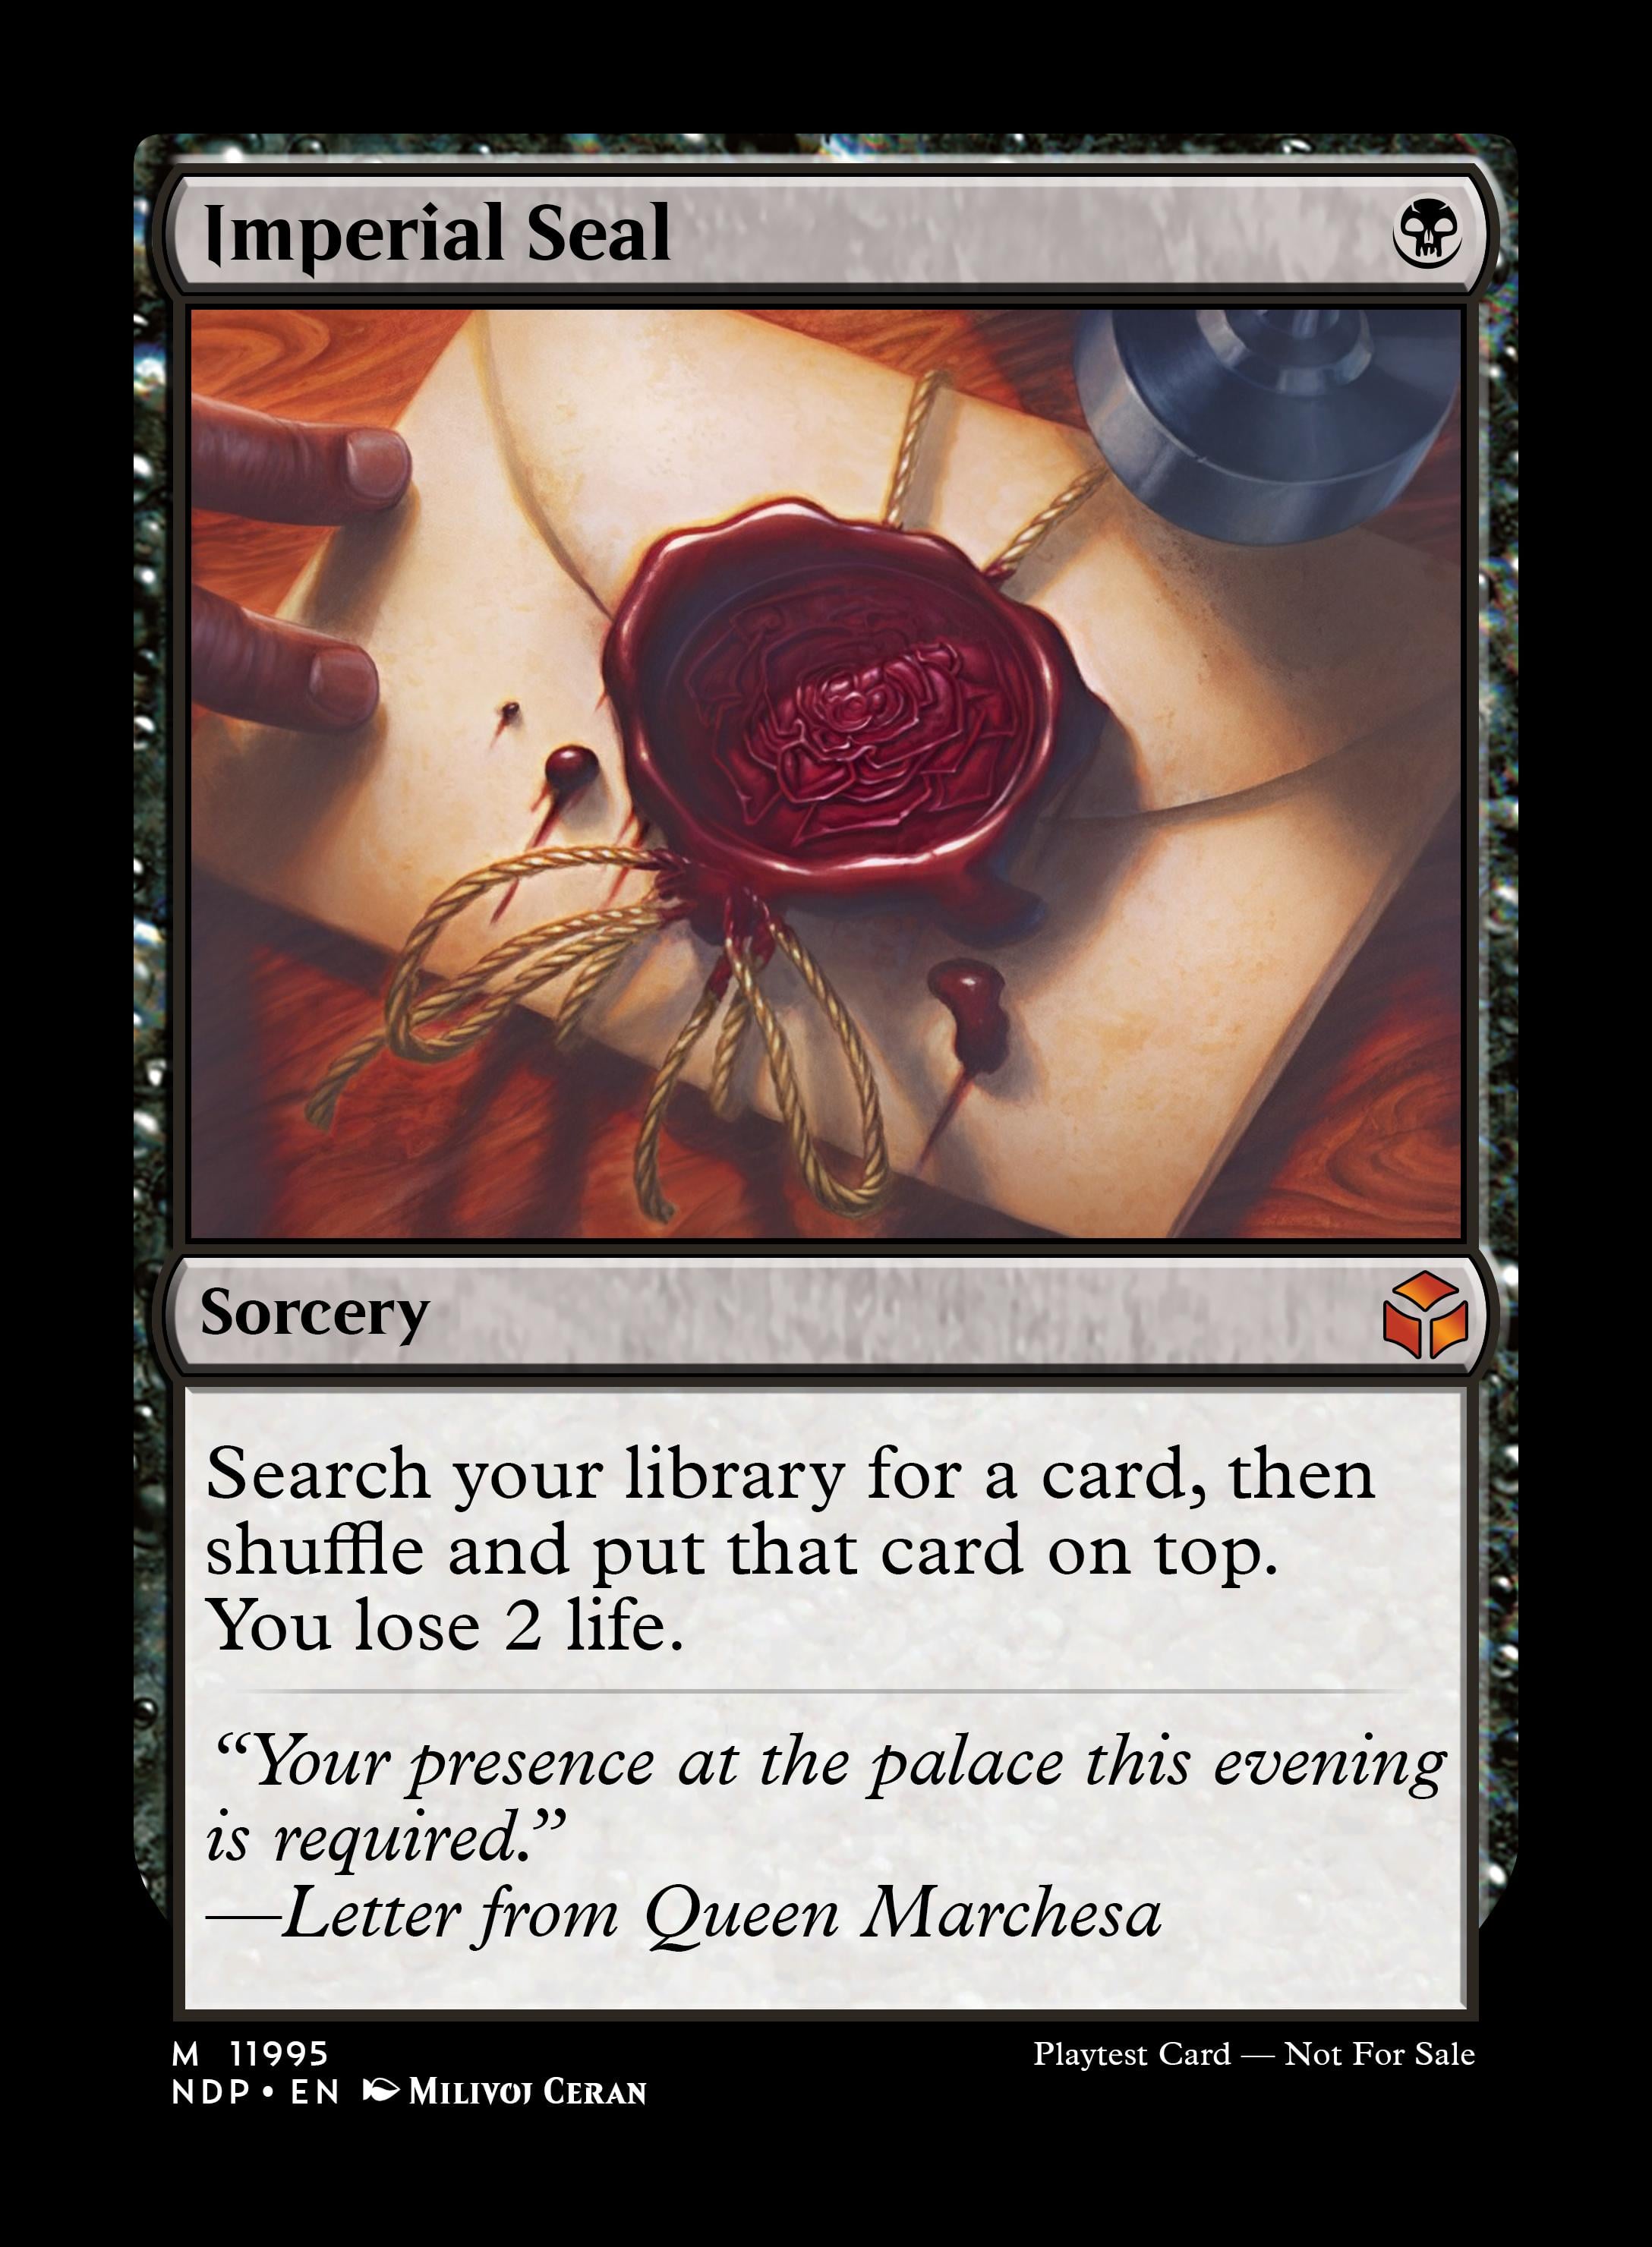 Imperial Seal
Sorcery
Search your library for a card, then
shuffle and put that card on top.
You lose 2 life.
“Your presence at the palace this evening
is required.”
—Letter from Queen Marchesa
M 11995
Playtest Card — Not For Sale
NDP • EN Milivoj Ceran